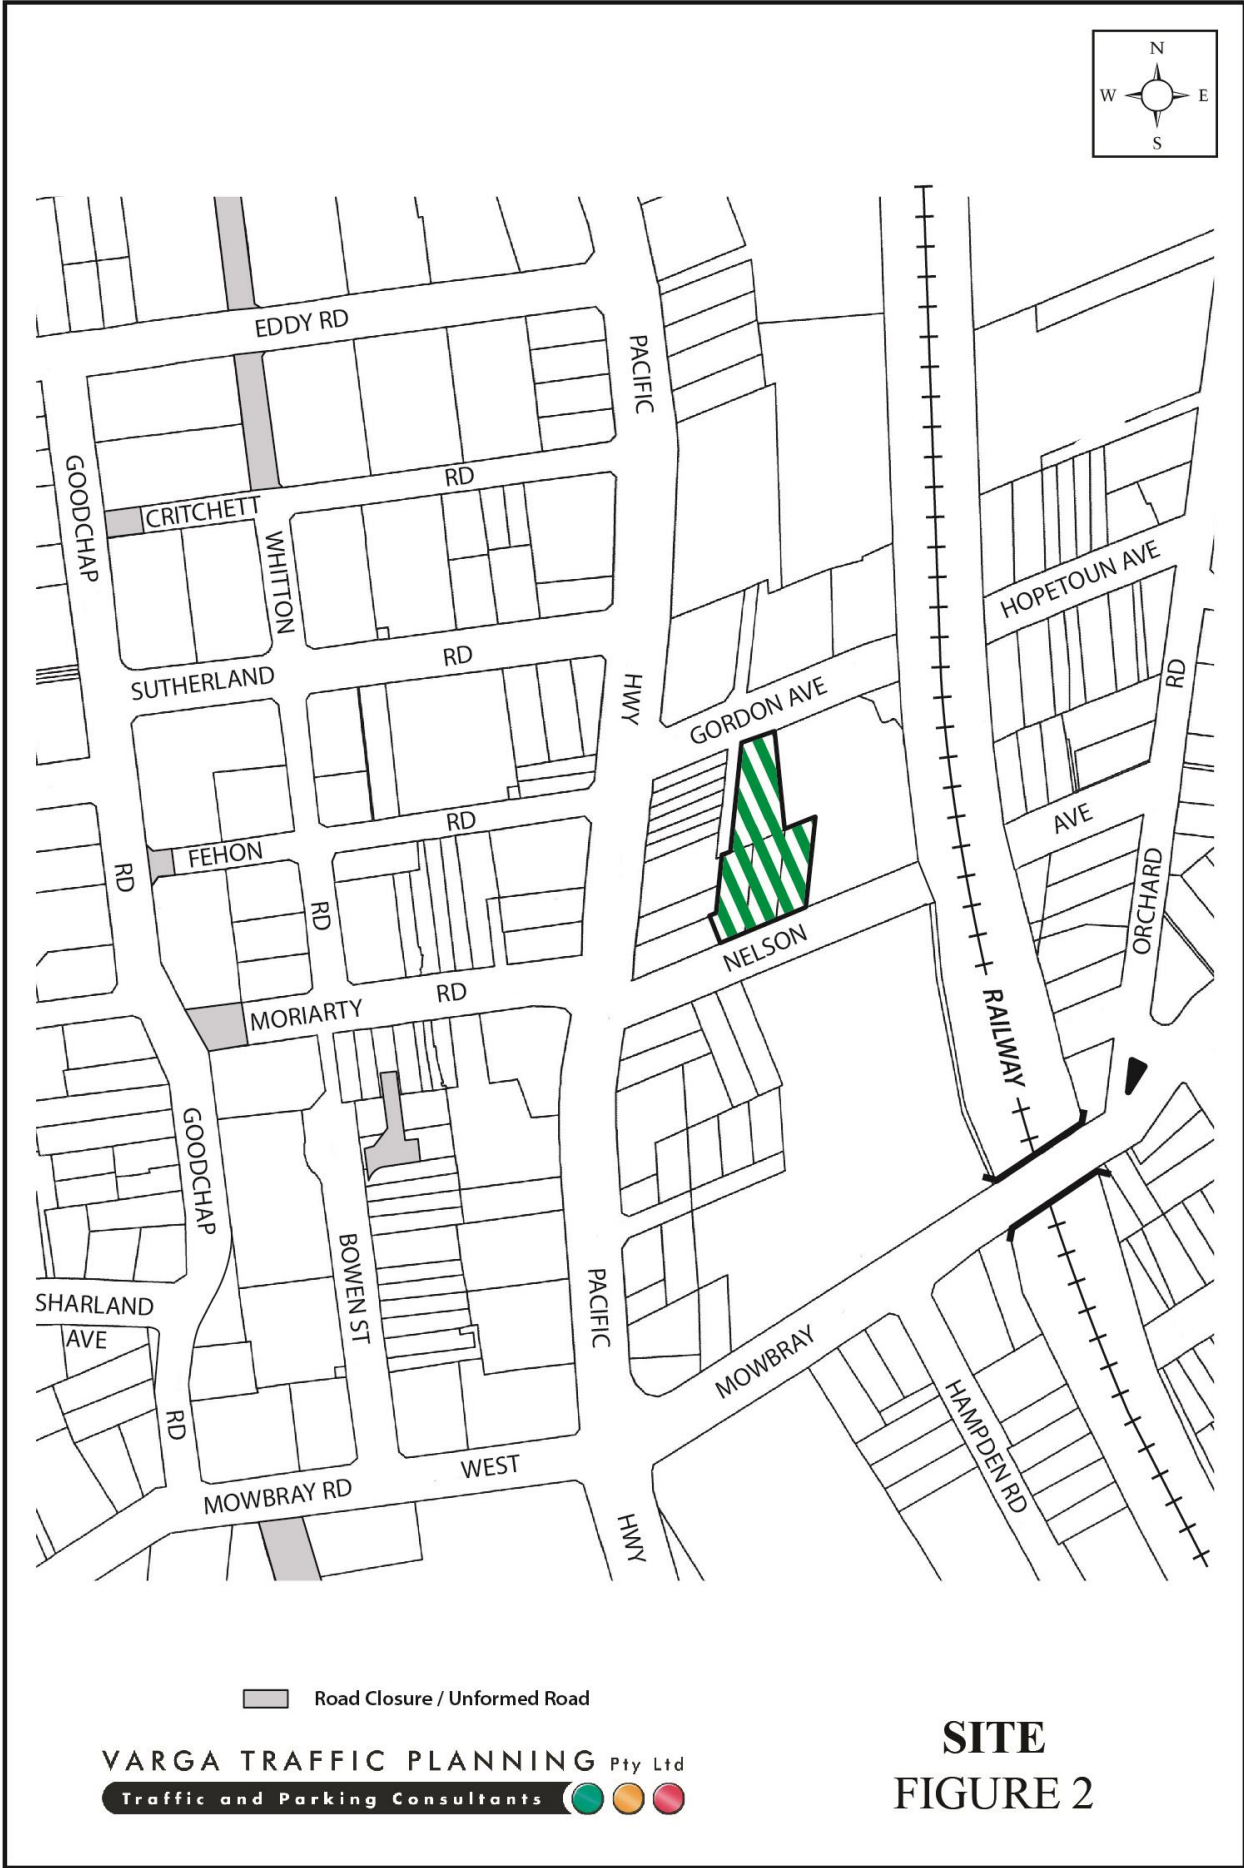 N
W E
S
EDDY RD
PACIFIC
GOODCHAP
RD
CRITCHETT
WHITTON
HOPETOUN AVE
RD
SUTHERLAND
RD
HWY
GORDON AVE
AVE
RD
FEHON
RD
RD
ORCHARD
NELSON
RD
MORIARTY
RAILWAY
GOODCHAP
BOWEN ST
PACIFIC
SHARLAND
AVE
MOWBRAY
HAMPDEN RD
RD
WEST
MOWBRAY RD
HWY
Road Closure / Unformed Road
SITE
FIGURE 2
VARGA TRAFFIC PLANNING Pty Ltd
Traffic and Parking Consultants